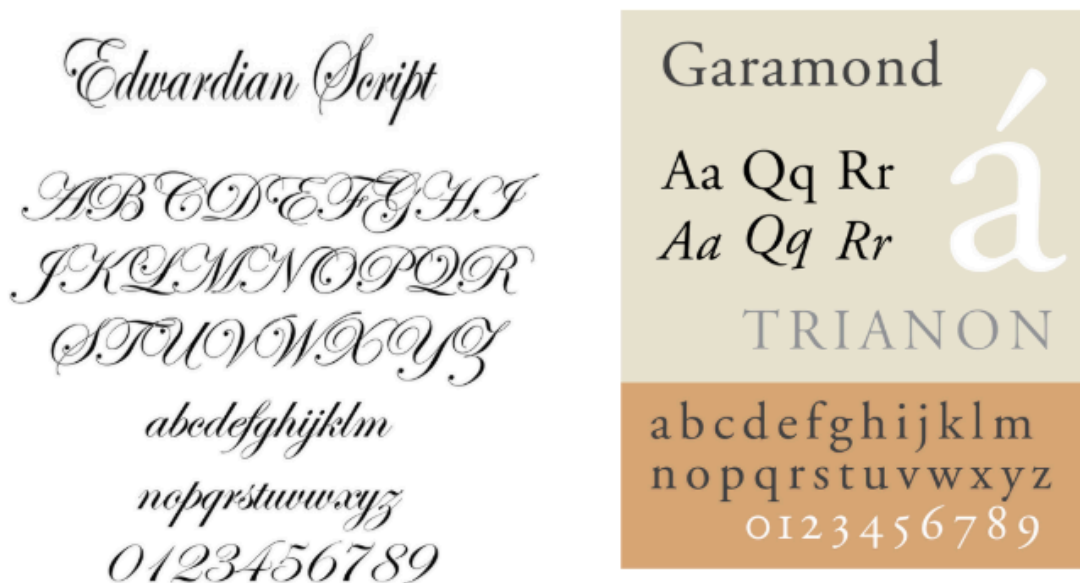 Edwardian Script
ABCDEFGHI
JKLMNOPQR
STUVWXYZ
abcdefghijklm
nopqrstuvwxyz
0123456789
Garamond
Aa Qq Rr
Aa Qq Rr
á
TRIANON
abcdefghijklm
nopqrstuvwxyz
0123456789